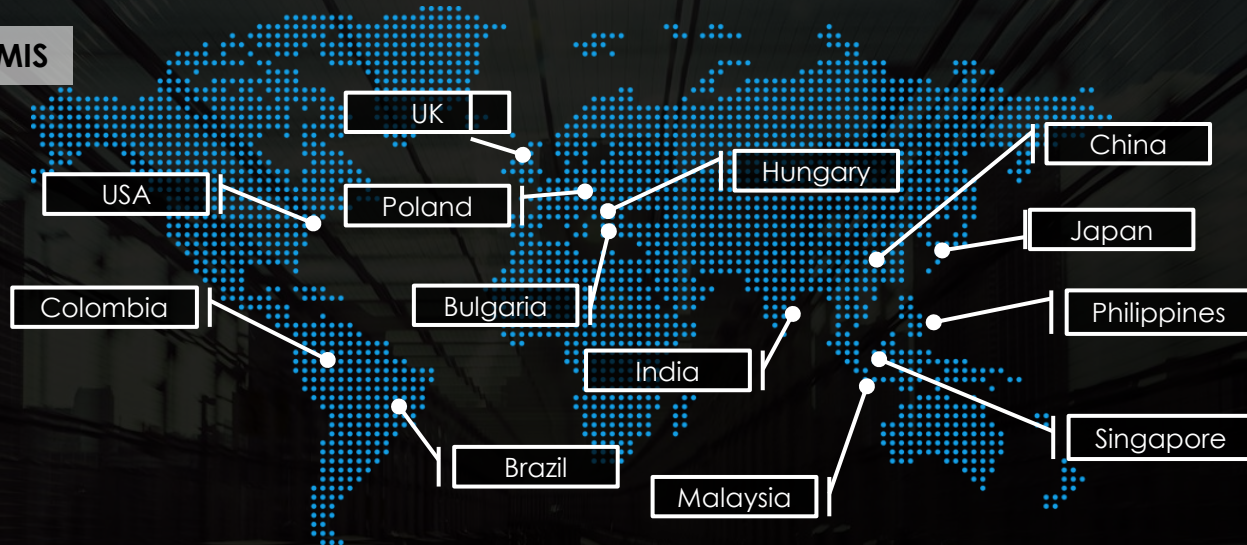 MIS
UK
China
Hungary
USA
Poland
Japan
Colombia
Bulgaria
Philippines
India
Singapore
Brazil
Malaysia